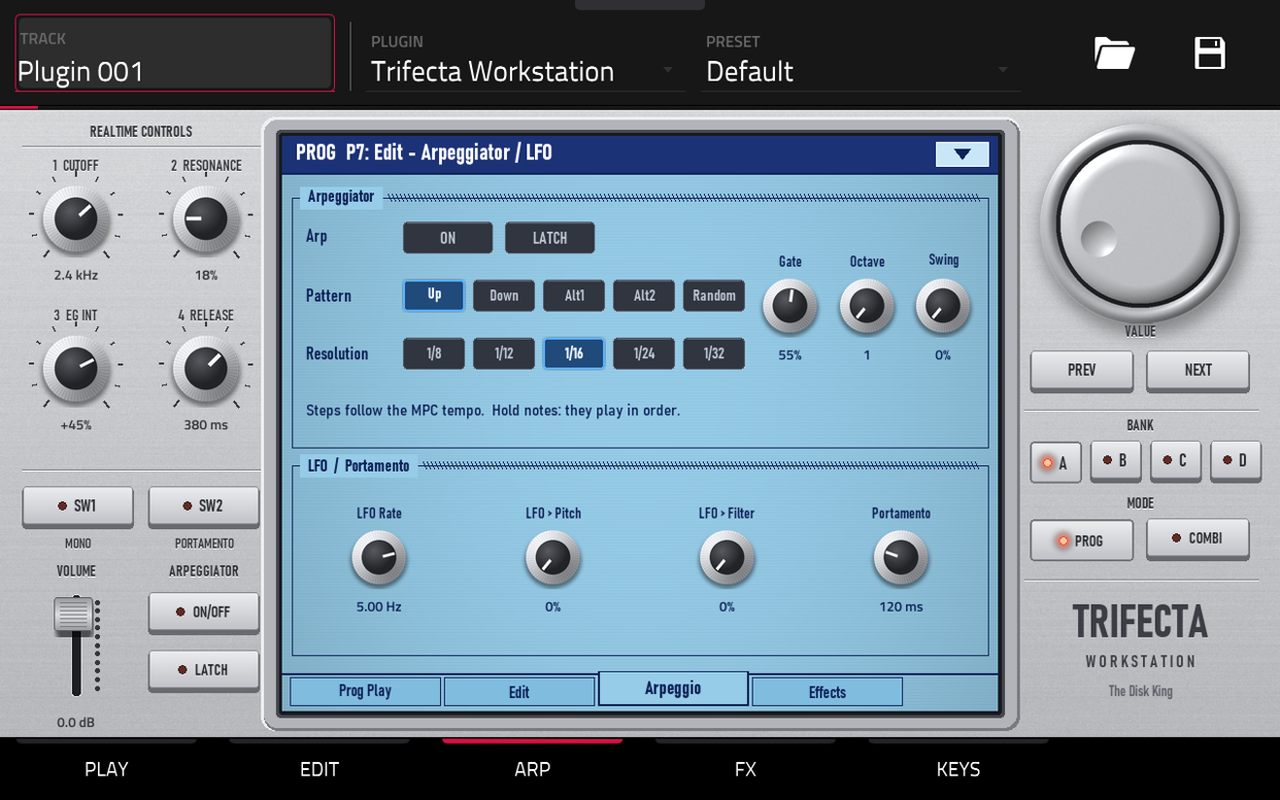 TRACK
Plugin 001
PLUGIN
Trifecta Workstation
PRESET
Default
REALTIME CONTROLS
1 CUTOFF
2 RESONANCE
2.4 kHz
18%
3 EG INT
4 RELEASE
+45%
380 ms
SW1
SW2
MONO
PORTAMENTO
VOLUME
ARPEGGIATOR
ON/OFF
LATCH
0.0 dB
PROG P7: Edit - Arpeggiator / LFO
Arpeggiator
Arp
ON
LATCH
Pattern
Up
Down
Alt1
Alt2
Random
Resolution
1/8
1/12
1/16
1/24
1/32
Gate
Octave
Swing
55%
1
0%
Steps follow the MPC tempo. Hold notes: they play in order.
LFO / Portamento
LFO Rate
LFO > Pitch
LFO > Filter
Portamento
5.00 Hz
0%
0%
120 ms
Prog Play
Edit
Arpeggio
Effects
VALUE
PREV
NEXT
BANK
A
B
C
D
MODE
PROG
COMBI
TRIFECTA
WORKSTATION
The Disk King
PLAY
EDIT
ARP
FX
KEYS